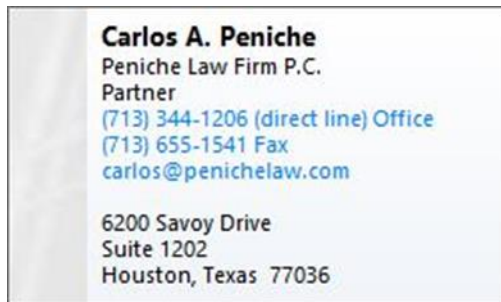 Carlos A. Peniche
Peniche Law Firm P.C.
Partner
(713) 344-1206 (direct line) Office
(713) 655-1541 Fax
carlos@penichelaw.com
6200 Savoy Drive
Suite 1202
Houston, Texas  77036